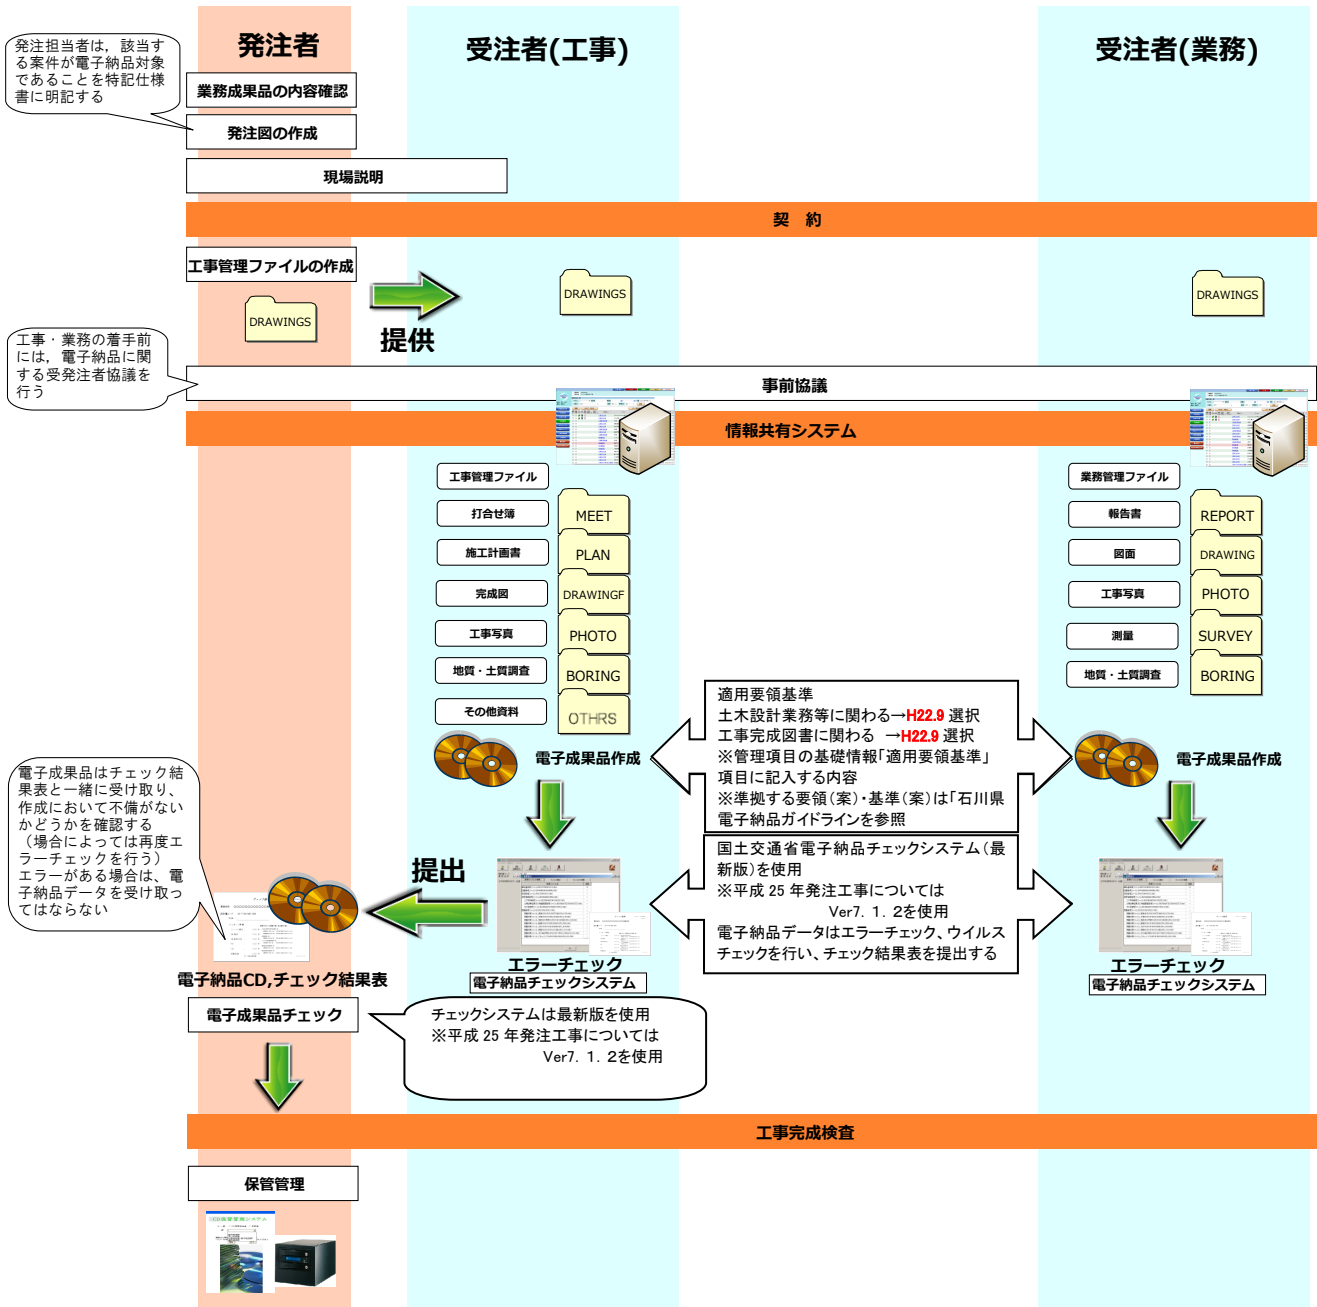 発注者
受注者(工事)
受注者(業務)
発注担当者は，該当す
る案件が電子納品対象
であることを特記仕様
書に明記する
業務成果品の内容確認
発注図の作成
現場説明
契　約
工事管理ファイルの作成
DRAWINGS
提供
DRAWINGS
DRAWINGS
工事・業務の着手前
には，電子納品に関
する受発注者協議を
行う
事前協議
情報共有システム
工事管理ファイル
打合せ簿
MEET
施工計画書
PLAN
完成図
DRAWINGF
工事写真
PHOTO
地質・土質調査
BORING
その他資料
OTHRS
電子成果品作成
業務管理ファイル
報告書
REPORT
図面
DRAWING
工事写真
PHOTO
測量
SURVEY
地質・土質調査
BORING
電子成果品作成
適用要領基準
土木設計業務等に関わる→H22.9 選択
工事完成図書に関わる　→H22.9 選択
※管理項目の基礎情報「適用要領基準」
項目に記入する内容
※準拠する要領（案）・基準（案）は「石川県
電子納品ガイドラインを参照
電子成果品はチェック結
果表と一緒に受け取り、
作成において不備がない
かどうかを確認する
（場合によっては再度エ
ラーチェックを行う）
エラーがある場合は、電
子納品データを受け取っ
てはならない
提出
国土交通省電子納品チェックシステム（最
新版）を使用
※平成 25 年発注工事については
Ver7．1．2を使用
電子納品データはエラーチェック、ウイルス
チェックを行い、チェック結果表を提出する
電子納品CD,チェック結果表
エラーチェック
電子納品チェックシステム
エラーチェック
電子納品チェックシステム
電子成果品チェック
チェックシステムは最新版を使用
※平成 25 年発注工事については
Ver7．1．2を使用
工事完成検査
保管管理